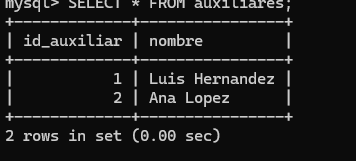 mysql> SELECT * FROM auxiliares;
+-------------+----------------+
| id_auxiliar | nombre         |
+-------------+----------------+
|           1 | Luis Hernandez |
|           2 | Ana Lopez      |
+-------------+----------------+
2 rows in set (0.00 sec)